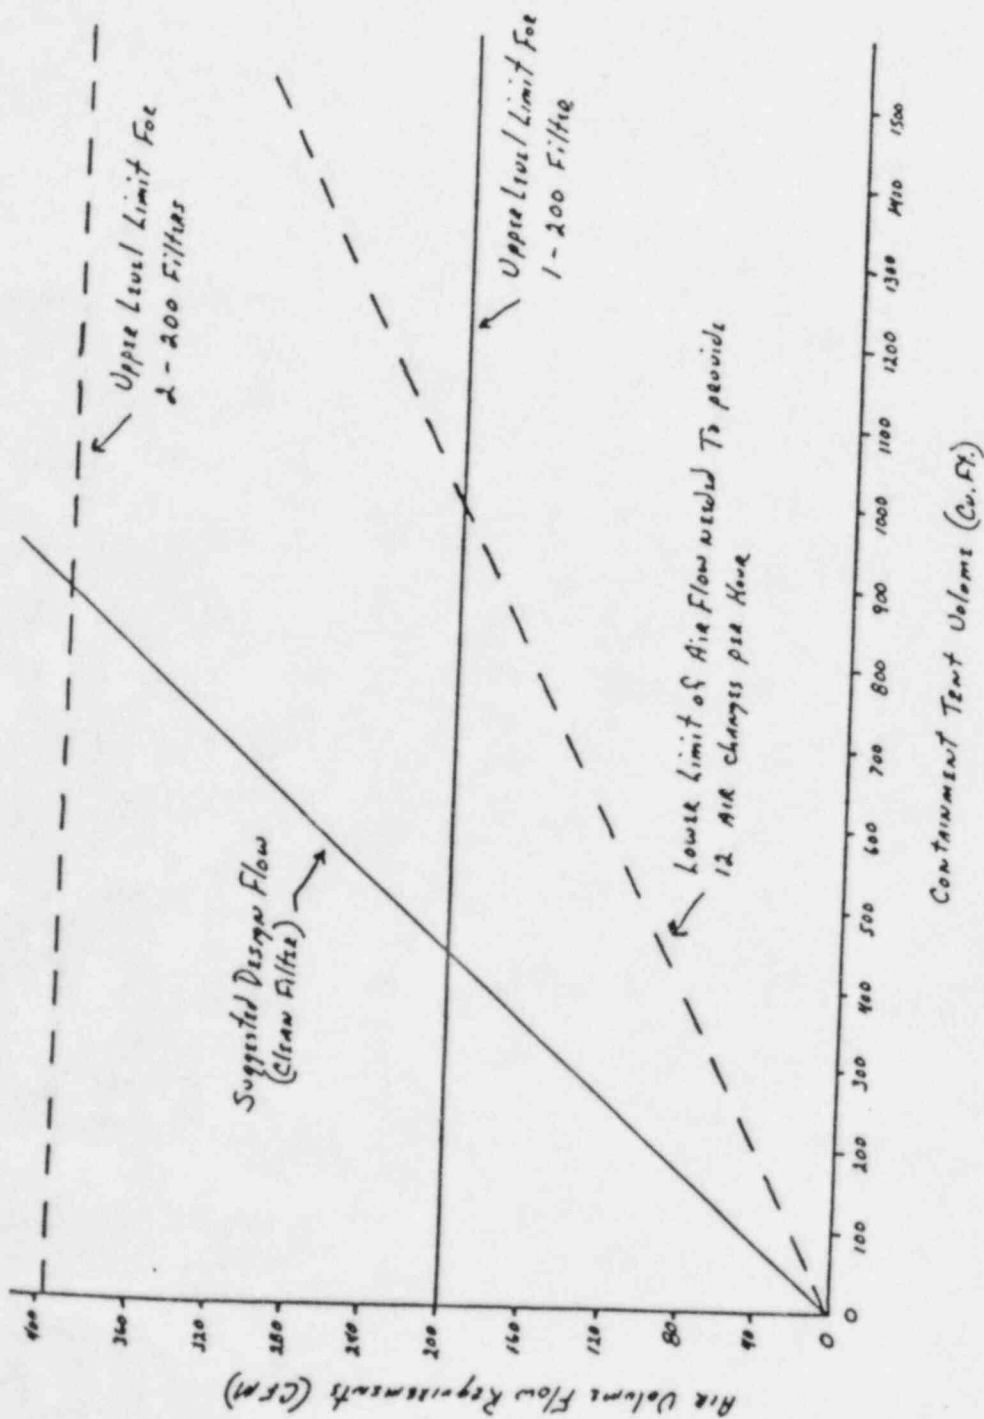 Upper Level Limit For
2 - 200 Filters
Suggested Design Flow
(Clean Filter)
Upper Level Limit For
1 - 200 Filter
Lower Limit of Air Flow Needed To provide
12 Air changes per Hour
Air Volume Flow Requirements (CFM)
400
360
320
280
240
200
160
120
80
40
0
100
200
300
400
500
600
700
800
900
1000
1100
1200
1300
1400
1500
Containment Tent Volume (Cu. Ft.)